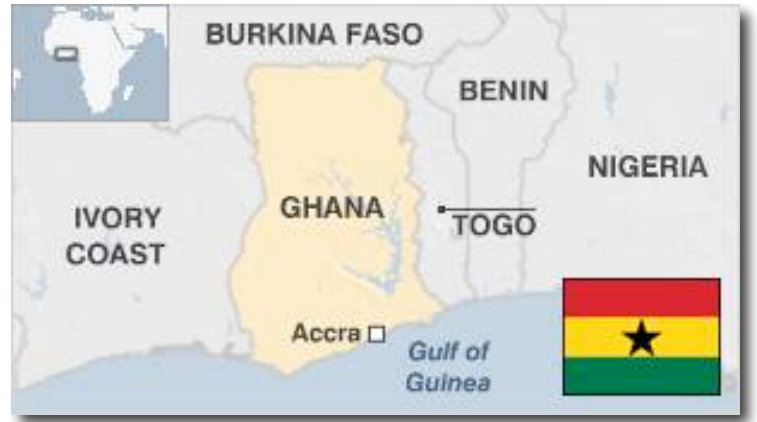 BURKINA FASO
BENIN
NIGERIA
GHANA
IVORY
COAST
TOGO
Accra
Gulf of
Guinea